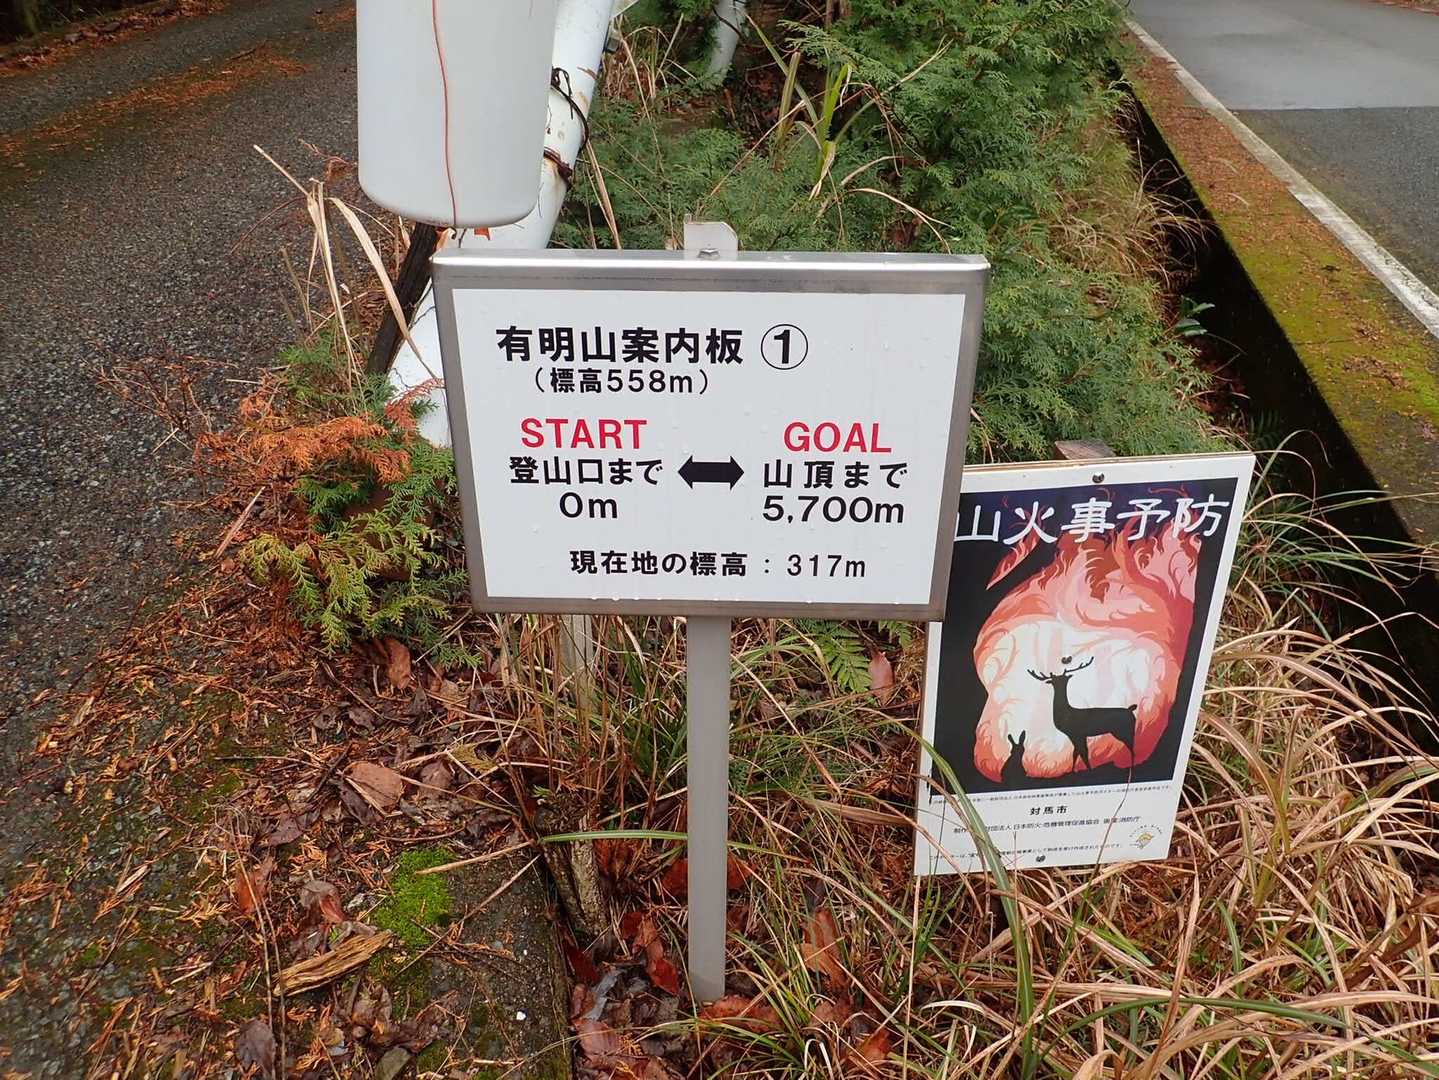 有明山案内板 ①
（標高558m）
START GOAL
登山口まで ⬌ 山頂まで
0m 5,700m
現在地の標高：317m
山火事予防
対馬市